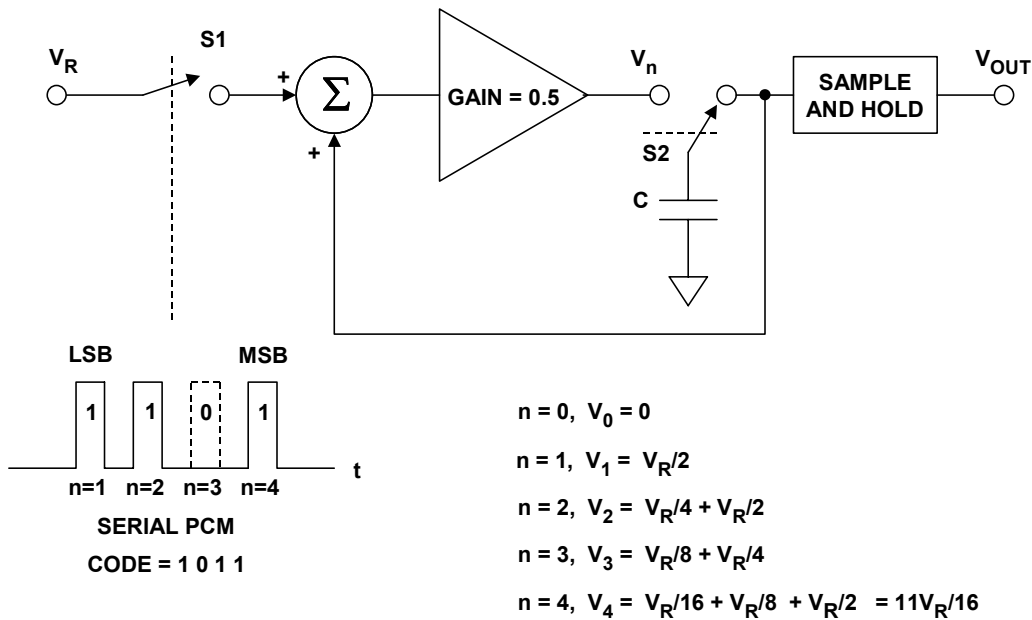 S1
V_R
V_n
V_OUT
+
Σ
GAIN = 0.5
SAMPLE
AND HOLD
+
S2
C
LSB
MSB
1
1
0
1
t
n=1
n=2
n=3
n=4
SERIAL PCM
CODE = 1 0 1 1
n = 0, V_0 = 0
n = 1, V_1 = V_R/2
n = 2, V_2 = V_R/4 + V_R/2
n = 3, V_3 = V_R/8 + V_R/4
n = 4, V_4 = V_R/16 + V_R/8 + V_R/2 = 11V_R/16